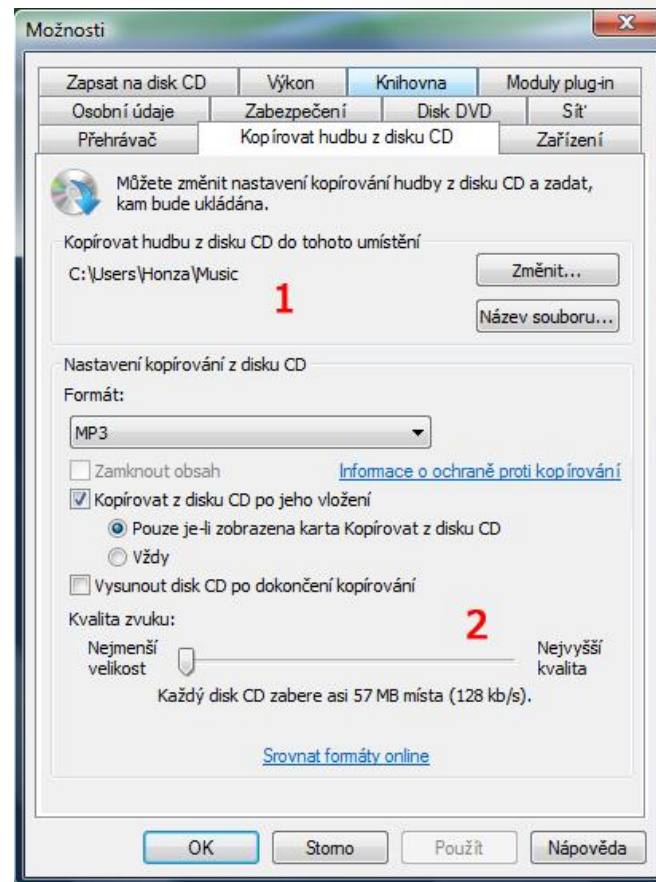 Možnosti
Zapsat na disk CD Výkon Knihovna Moduly plug-in
Osobní údaje Zabezpečení Disk DVD Síť
Přehrávač Kopírovat hudbu z disku CD Zařízení
Můžete změnit nastavení kopírování hudby z disku CD a zadat,
kam bude ukládána.
Kopírovat hudbu z disku CD do tohoto umístění
C:\Users\Honza\Music
Změnit...
1
Název souboru...
Nastavení kopírování z disku CD
Formát:
MP3
Zamknout obsah Informace o ochraně proti kopírování
Kopírovat z disku CD po jeho vložení
Pouze je-li zobrazena karta Kopírovat z disku CD
Vždy
Vysunout disk CD po dokončení kopírování
Kvalita zvuku:
2
Nejmenší
velikost
Nejvyšší
kvalita
Každý disk CD zabere asi 57 MB místa (128 kb/s).
Srovnat formáty online
OK Storno Použít Nápověda